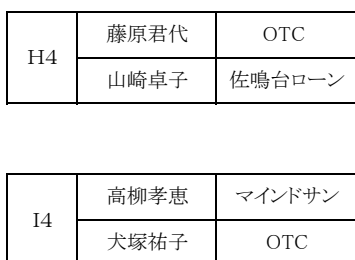 H4
藤原君代 OTC
山崎卓子 佐鳴台ローン
I4
高柳孝恵 マインドサン
犬塚祐子 OTC